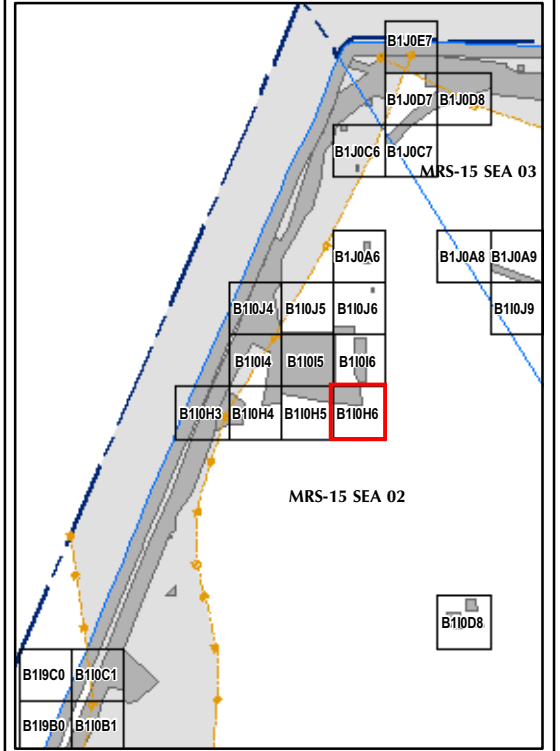 B1J0E7
B1J0D7 B1J0D8
B1J0C6 B1J0C7
MRS-15 SEA 03
B1J0A6 B1J0A8 B1J0A9
B1I0J4 B1I0J5 B1I0J6 B1I0J9
B1I0I4 B1I0I5 B1I0I6
B1I0H3 B1I0H4 B1I0H5 B1I0H6
MRS-15 SEA 02
B1I0D8
B1I9C0 B1I0C1
B1I9B0 B1I0B1